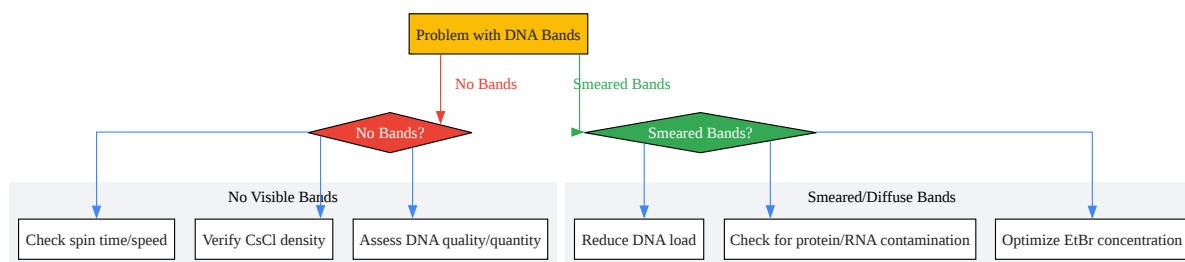 Problem with DNA Bands
No Bands
Smeared Bands
No Bands?
Smeared Bands?
No Visible Bands
Smeared/Diffuse Bands
Check spin time/speed
Verify CsCl density
Assess DNA quality/quantity
Reduce DNA load
Check for protein/RNA contamination
Optimize EtBr concentration